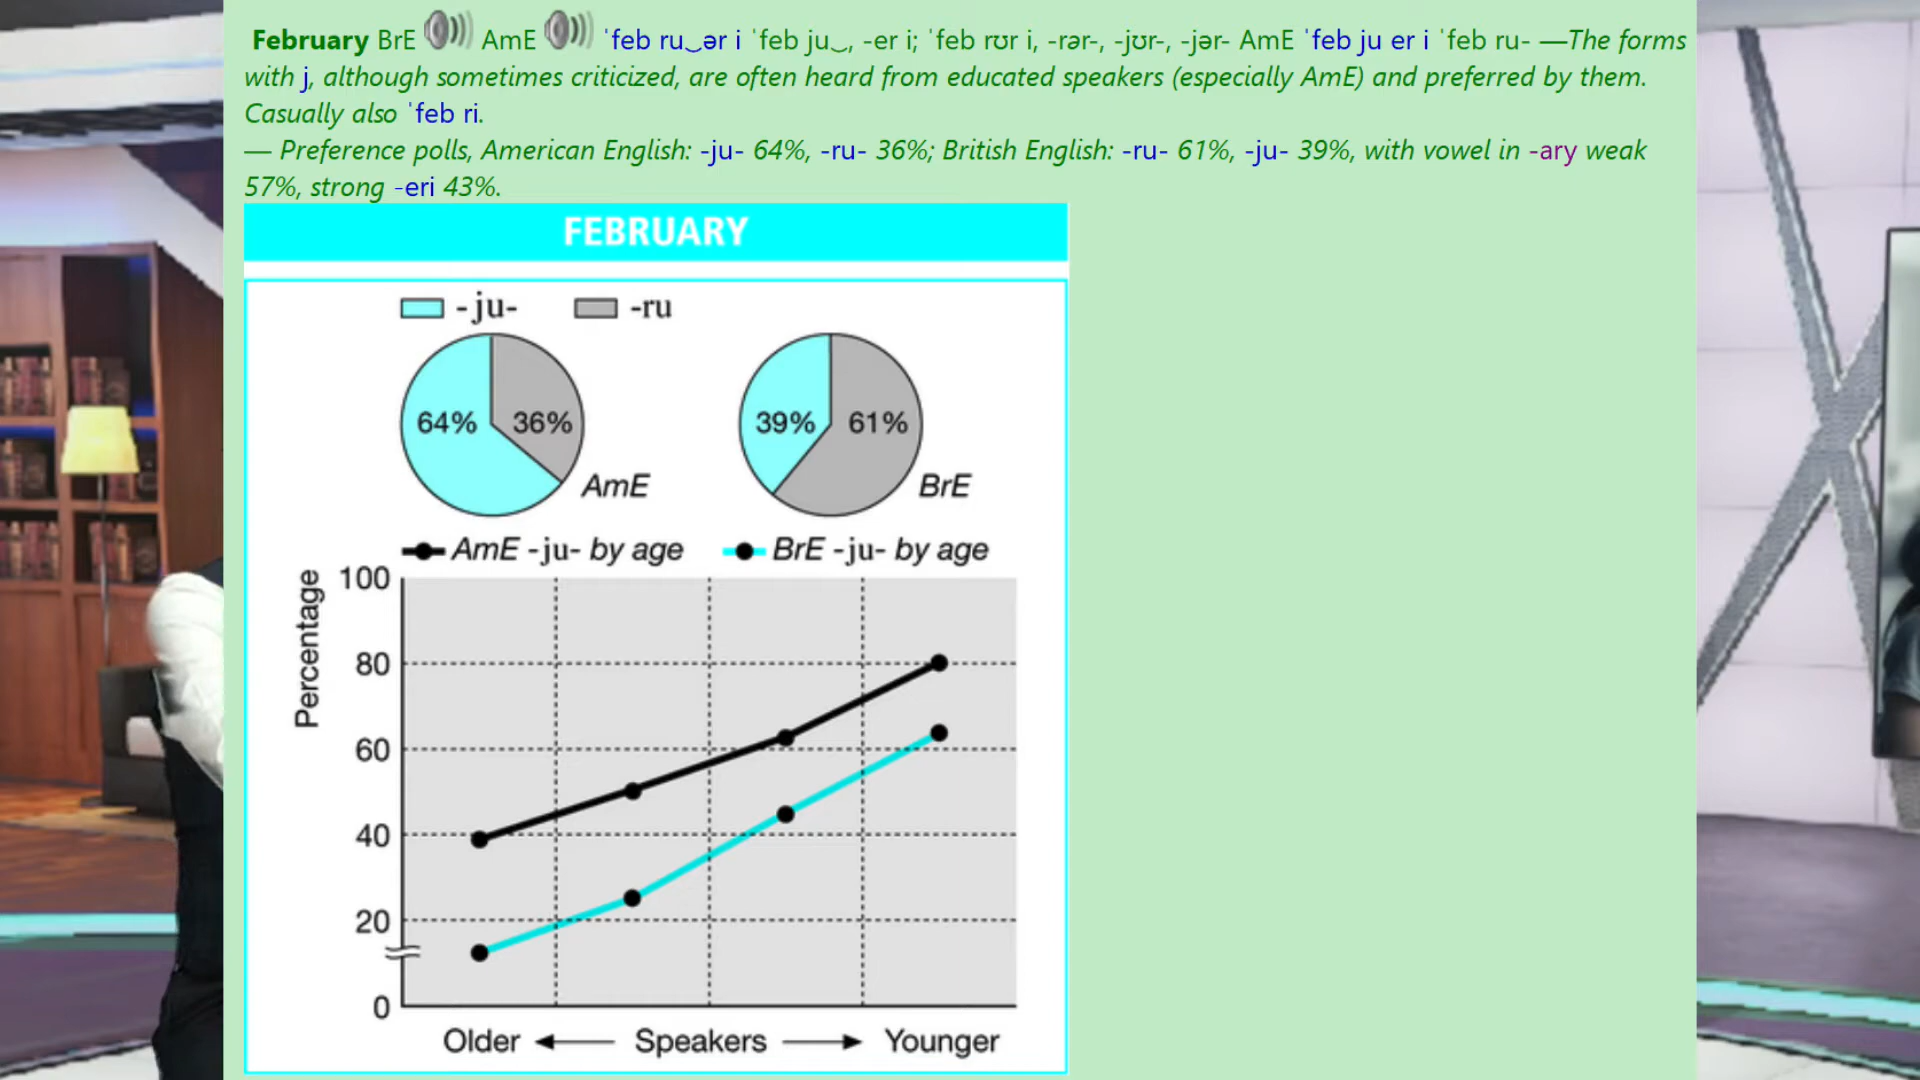 February BrE AmE ˈfeb ru‿ər i ˈfeb ju‿, -er i; ˈfeb rʊr i, -rər-, -jʊr-, -jər- AmE ˈfeb ju er i ˈfeb ru- —The forms
with j, although sometimes criticized, are often heard from educated speakers (especially AmE) and preferred by them.
Casually also ˈfeb ri.
— Preference polls, American English: -ju- 64%, -ru- 36%; British English: -ru- 61%, -ju- 39%, with vowel in -ary weak
57%, strong -eri 43%.
FEBRUARY
-ju- -ru
64% 36% 39% 61%
AmE BrE
AmE -ju- by age BrE -ju- by age
Percentage
100
80
60
40
20
0
Older Speakers Younger